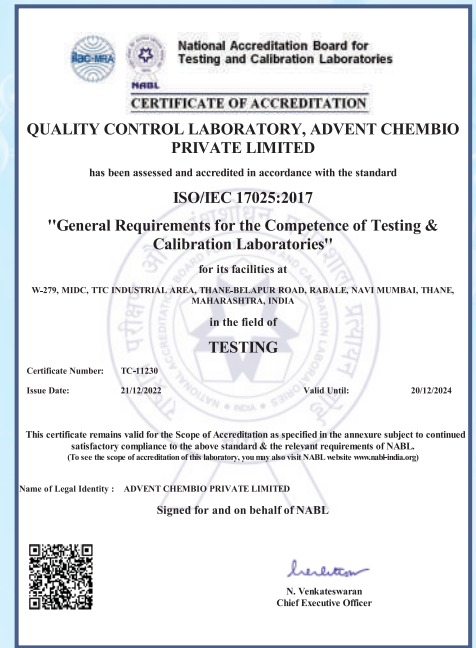 ilac-MRA
NABL
National Accreditation Board for
Testing and Calibration Laboratories
CERTIFICATE OF ACCREDITATION
QUALITY CONTROL LABORATORY, ADVENT CHEMBIO
PRIVATE LIMITED
has been assessed and accredited in accordance with the standard
ISO/IEC 17025:2017
"General Requirements for the Competence of Testing &
Calibration Laboratories"
for its facilities at
W-279, MIDC, TTC INDUSTRIAL AREA, THANE-BELAPUR ROAD, RABALE, NAVI MUMBAI, THANE,
MAHARASHTRA, INDIA
in the field of
TESTING
Certificate Number: TC-11230
Issue Date: 21/12/2022 Valid Until: 20/12/2024
This certificate remains valid for the Scope of Accreditation as specified in the annexure subject to continued
satisfactory compliance to the above standard & the relevant requirements of NABL.
(To see the scope of accreditation of this laboratory, you may also visit NABL website www.nabl-india.org)
Name of Legal Identity : ADVENT CHEMBIO PRIVATE LIMITED
Signed for and on behalf of NABL
N. Venkateswaran
Chief Executive Officer